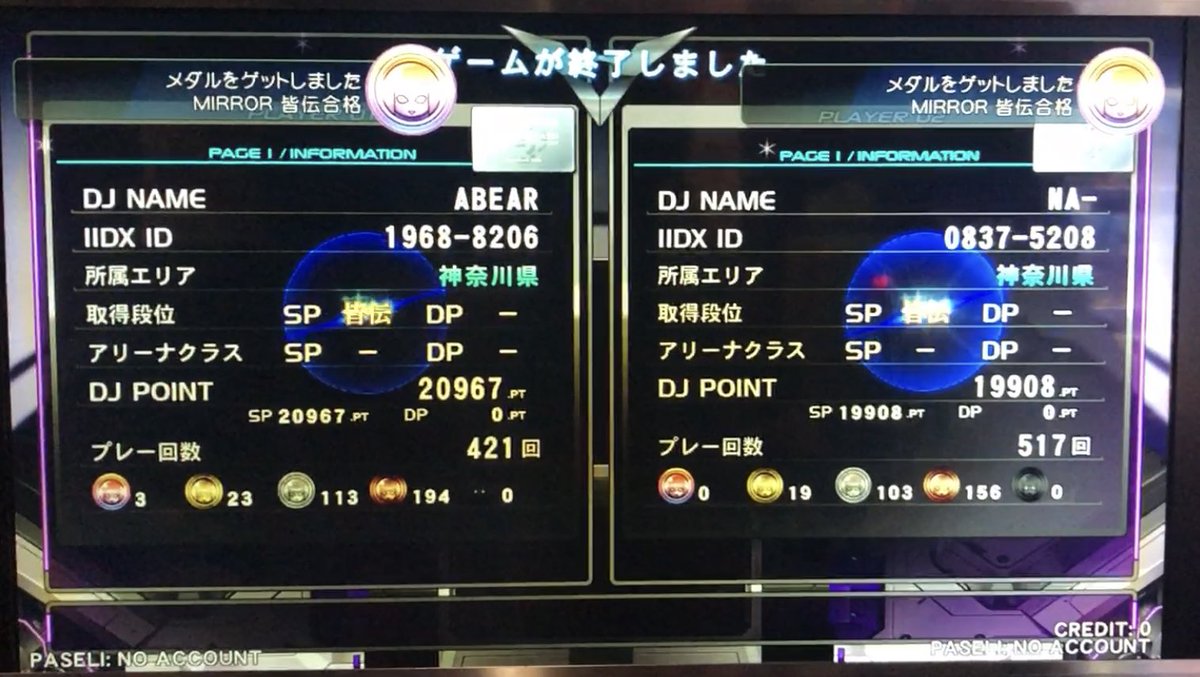 ゲームが終了しました
メダルをゲットしました
MIRROR 皆伝合格
PAGE 1 / INFORMATION
DJ NAME ABEAR
IIDX ID 1968-8206
所属エリア 神奈川県
取得段位 SP 皆伝 DP -
アリーナクラス SP - DP -
DJ POINT 20967.PT
SP 20967.PT DP 0.PT
プレー回数 421回
3 23 113 194 0
メダルをゲットしました
MIRROR 皆伝合格
PLAYER 02
PAGE 1 / INFORMATION
DJ NAME NA-
IIDX ID 0837-5208
所属エリア 神奈川県
取得段位 SP 皆伝 DP -
アリーナクラス SP - DP -
DJ POINT 19908.PT
SP 19908.PT DP 0.PT
プレー回数 517回
0 19 103 156 0
CREDIT: 0
PASELI: NO ACCOUNT
PASELI: NO ACCOUNT